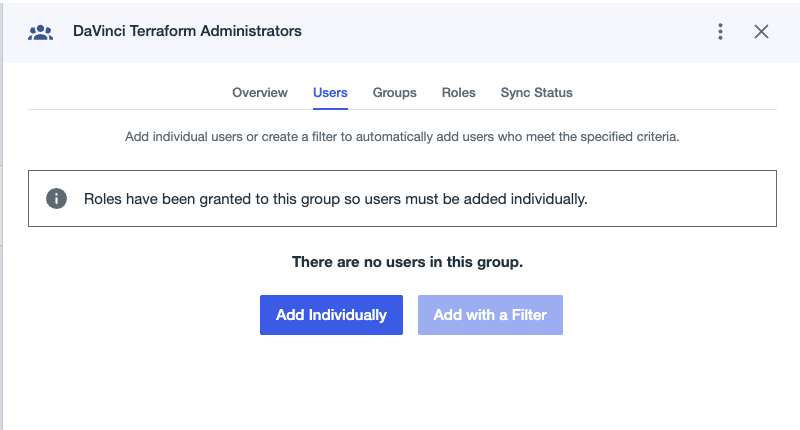 DaVinci Terraform Administrators
Overview Users Groups Roles Sync Status
Add individual users or create a filter to automatically add users who meet the specified criteria.
Roles have been granted to this group so users must be added individually.
There are no users in this group.
Add Individually Add with a Filter